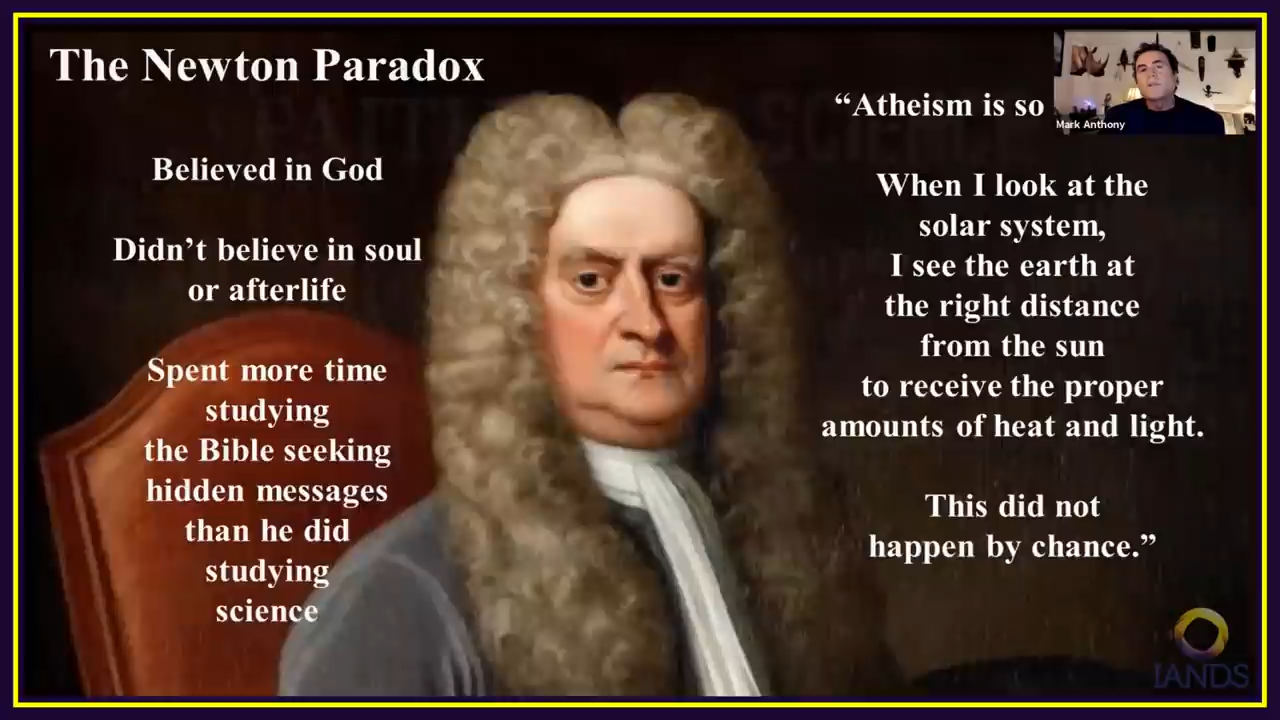 The Newton Paradox
Believed in God
Didn’t believe in soul
or afterlife
Spent more time
studying
the Bible seeking
hidden messages
than he did
studying
science
“Atheism is so
When I look at the
solar system,
I see the earth at
the right distance
from the sun
to receive the proper
amounts of heat and light.
This did not
happen by chance.”
Mark Anthony
IANDS